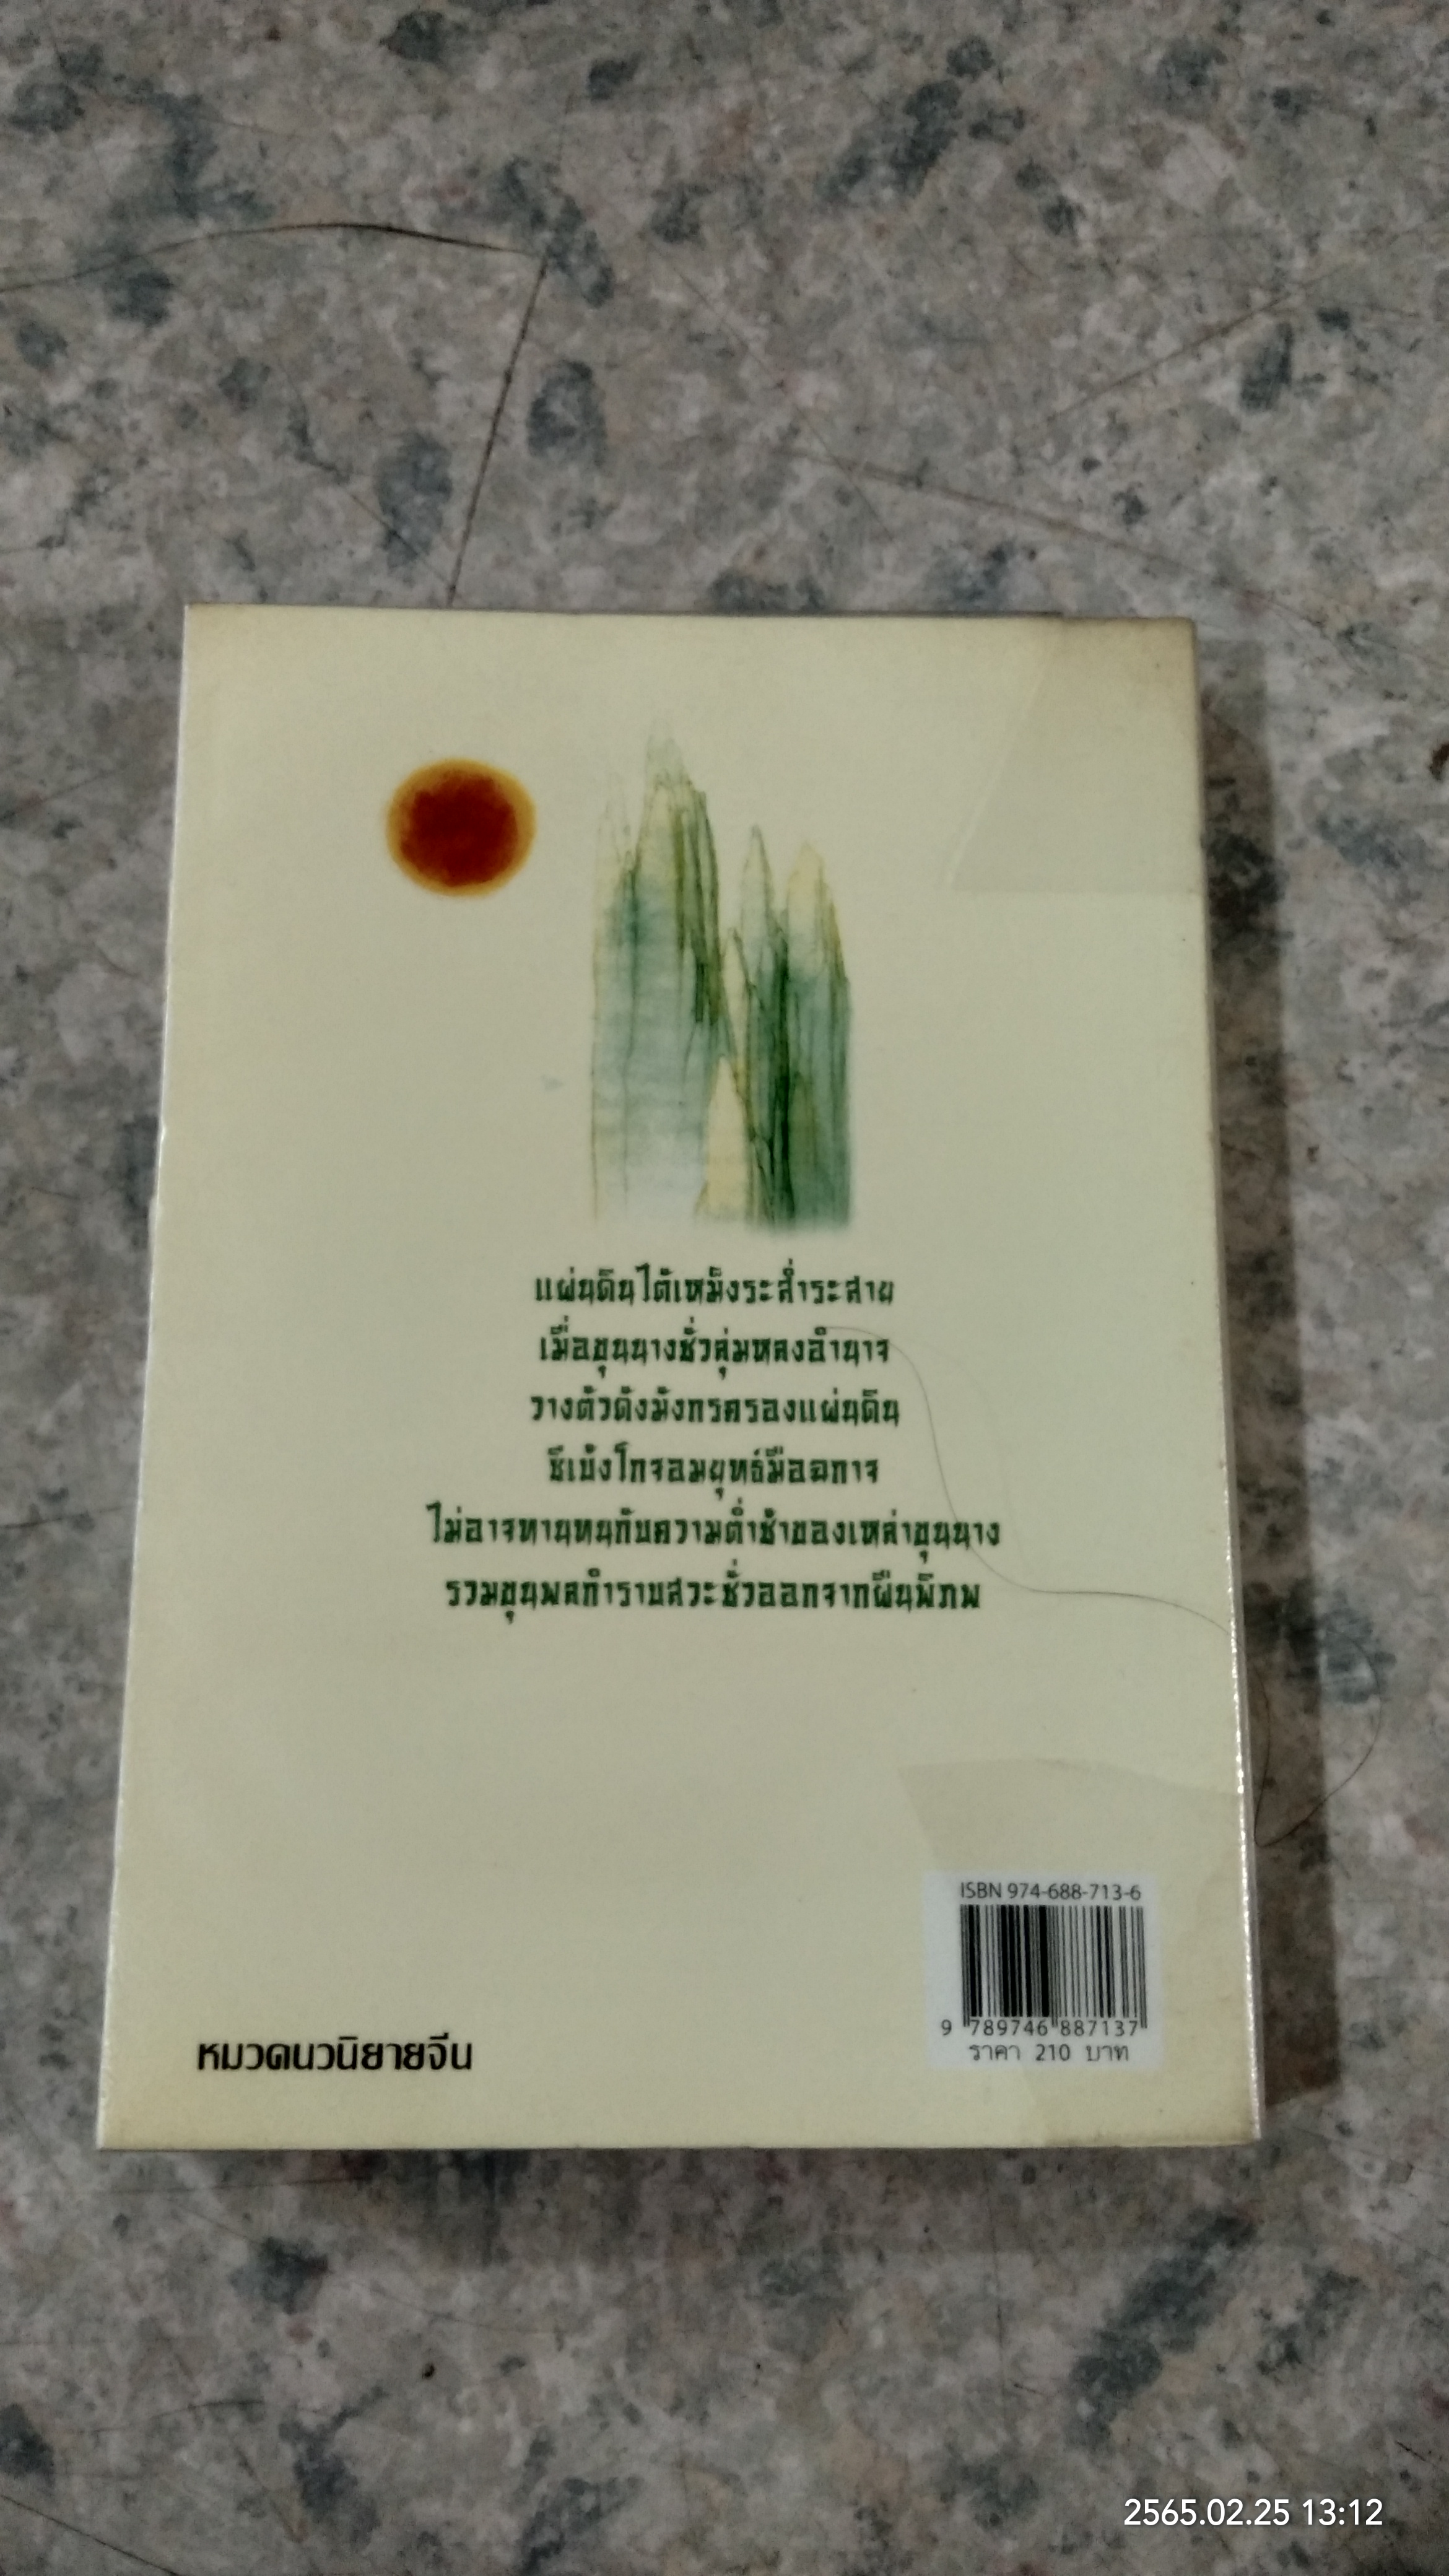 แผ่นดินไต้เหม็งระส่ำระสาย
เมื่อขุนนางชั่วลุ่มหลงอำนาจ
วางตัวดังมังกรครองแผ่นดิน
ชีเบ้งโกจอมยุทธ์มือฉกาจ
ไม่อาจทานทนกับความต่ำช้าของเหล่าขุนนาง
รวมขุนพลกำราบสวะชั่วออกจากผืนพิภพ
ISBN 974-688-713-6
9 789746 887137
ราคา 210 บาท
หมวดนวนิยายจีน
2565.02.25 13:12